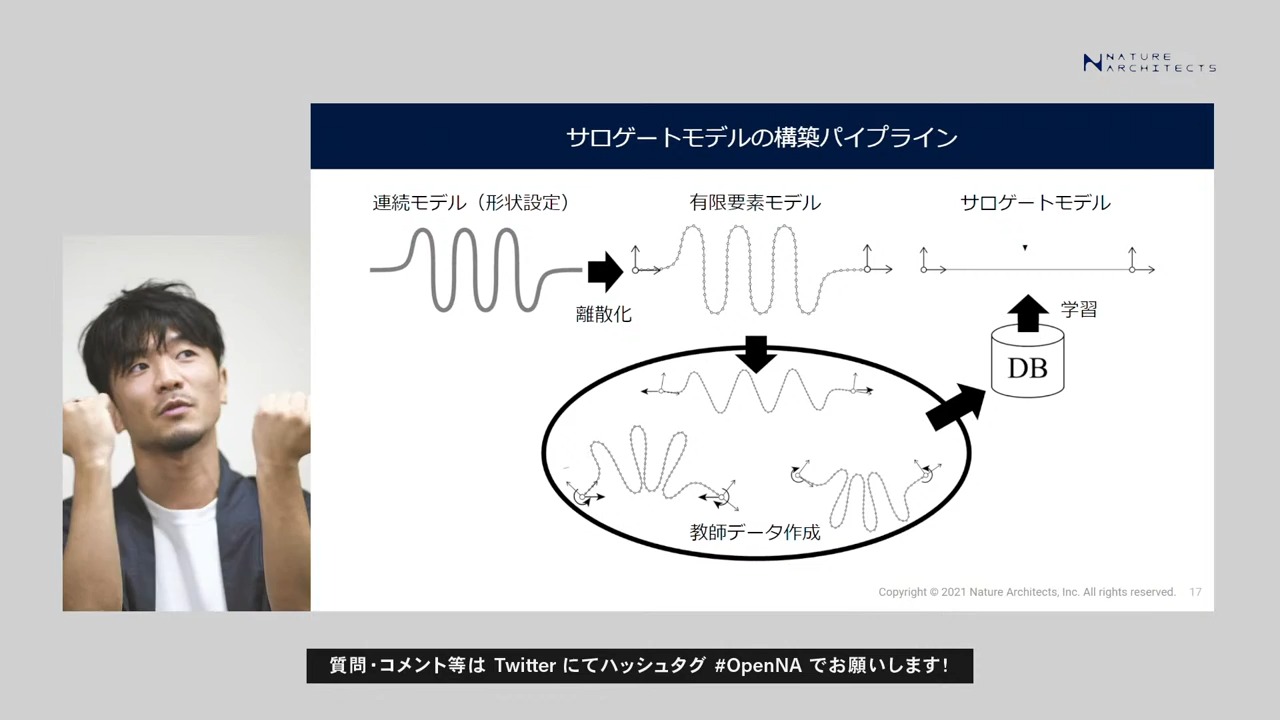 NATURE
ARCHITECTS
サロゲートモデルの構築パイプライン
連続モデル（形状設定）
有限要素モデル
サロゲートモデル
離散化
学習
DB
教師データ作成
Copyright © 2021 Nature Architects, Inc. All rights reserved. 17
質問・コメント等は Twitter にてハッシュタグ #OpenNA でお願いします!